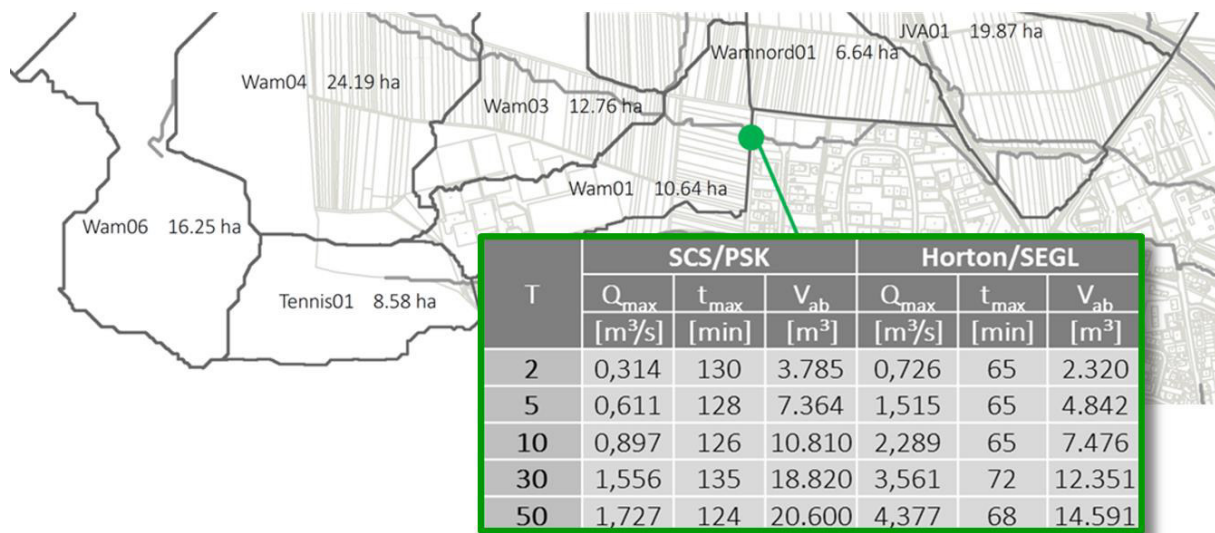 JVA01 19.87 ha
Wamnord01 6.64 ha
Wam04 24.19 ha
Wam03 12.76 ha
Wam01 10.64 ha
Wam06 16.25 ha
Tennis01 8.58 ha
SCS/PSK Horton/SEGL
T Qmax tmax Vab Qmax tmax Vab
[m³/s] [min] [m³] [m³/s] [min] [m³]
2 0,314 130 3.785 0,726 65 2.320
5 0,611 128 7.364 1,515 65 4.842
10 0,897 126 10.810 2,289 65 7.476
30 1,556 135 18.820 3,561 72 12.351
50 1,727 124 20.600 4,377 68 14.591